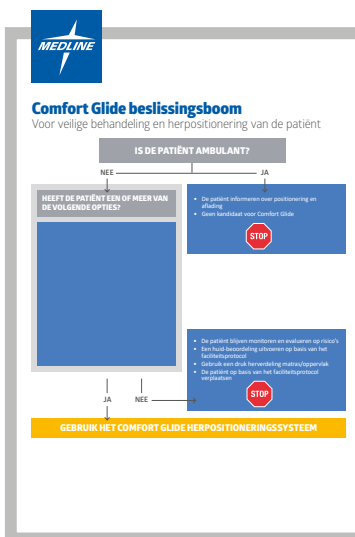 MEDLINE
Comfort Glide beslissingsboom
Voor veilige behandeling en herpositionering van de patiënt
IS DE PATIËNT AMBULANT?
NEE
JA
HEEFT DE PATIËNT EEN OF MEER VAN
DE VOLGENDE OPTIES?
• De patiënt informeren over positionering en
aflading
• Geen kandidaat voor Comfort Glide
STOP
• De patiënt blijven monitoren en evalueren op risico's
• Een huid-beoordeling uitvoeren op basis van het
faciliteitsprotocol
• Gebruik een druk herverdeling matras/oppervlak
• De patiënt op basis van het faciliteitsprotocol
verplaatsen
STOP
JA
NEE
GEBRUIK HET COMFORT GLIDE HERPOSITIONERINGSSYSTEEM